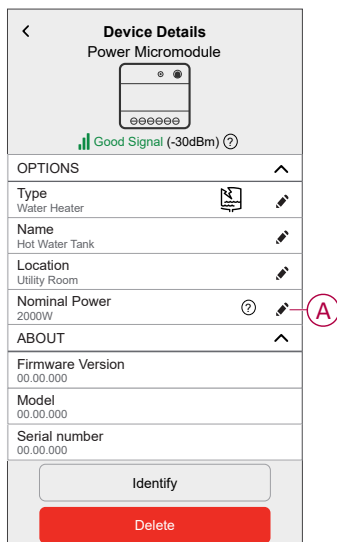 Device Details
Power Micromodule
Good Signal (-30dBm) ?
OPTIONS
Type
Water Heater
Name
Hot Water Tank
Location
Utility Room
Nominal Power
2000W
?
A
ABOUT
Firmware Version
00.00.000
Model
00.00.000
Serial number
00.00.000
Identify
Delete